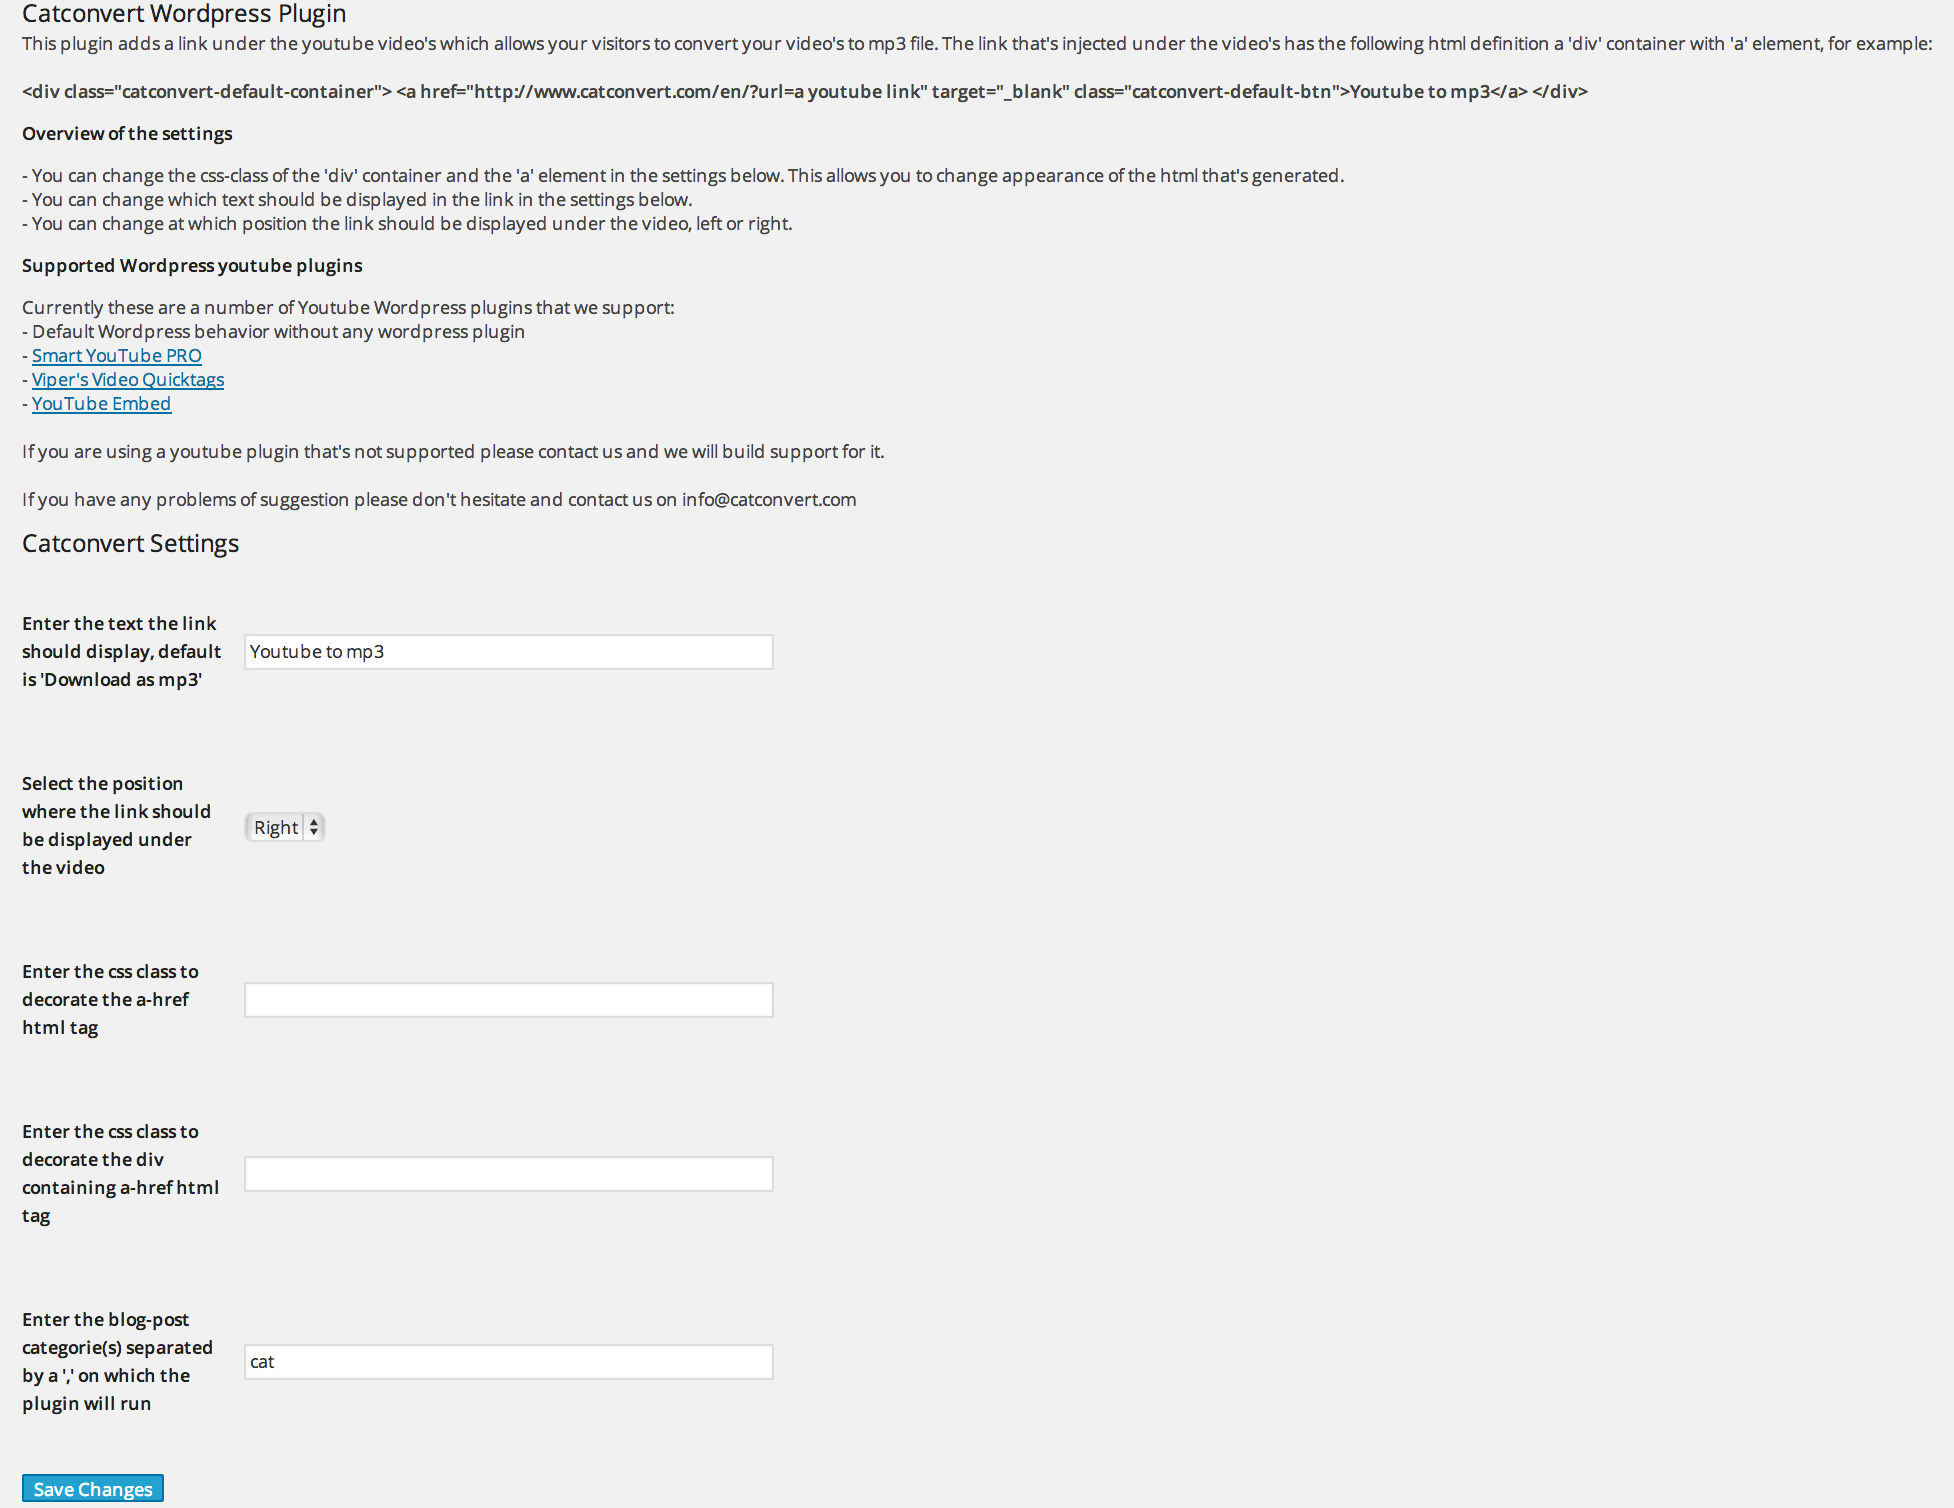 Catconvert Wordpress Plugin
This plugin adds a link under the youtube video's which allows your visitors to convert your video's to mp3 file. The link that's injected under the video's has the following html definition a 'div' container with 'a' element, for example:
<div class="catconvert-default-container"> <a href="http://www.catconvert.com/en/?url=a youtube link" target="_blank" class="catconvert-default-btn">Youtube to mp3</a> </div>
Overview of the settings
- You can change the css-class of the 'div' container and the 'a' element in the settings below. This allows you to change appearance of the html that's generated.
- You can change which text should be displayed in the link in the settings below.
- You can change at which position the link should be displayed under the video, left or right.
Supported Wordpress youtube plugins
Currently these are a number of Youtube Wordpress plugins that we support:
- Default Wordpress behavior without any wordpress plugin
- Smart YouTube PRO
- Viper's Video Quicktags
- YouTube Embed
If you are using a youtube plugin that's not supported please contact us and we will build support for it.
If you have any problems of suggestion please don't hesitate and contact us on info@catconvert.com
Catconvert Settings
Enter the text the link
should display, default
is 'Download as mp3'
Youtube to mp3
Select the position
where the link should
be displayed under
the video
Right
Enter the css class to
decorate the a-href
html tag
Enter the css class to
decorate the div
containing a-href html
tag
Enter the blog-post
categorie(s) separated
by a ',' on which the
plugin will run
cat
Save Changes